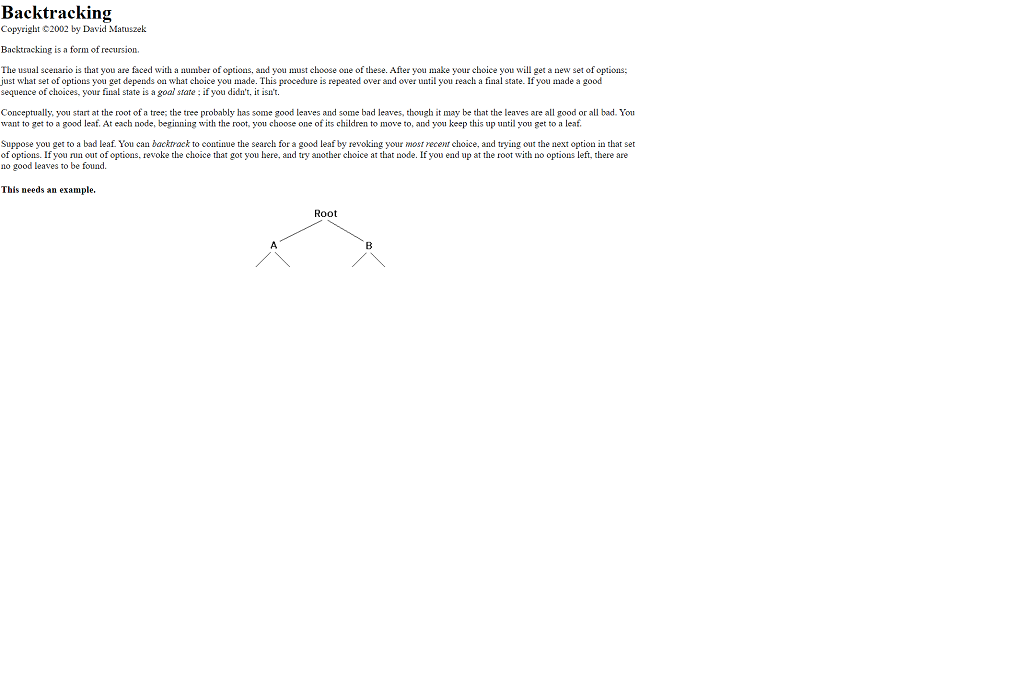 Backtracking
Copyright ©2002 by David Matuszek
Backtracking is a form of recursion.
The usual scenario is that you are faced with a number of options, and you must choose one of these. After you make your choice you will get a new set of options;
just what set of options you get depends on what choice you made. This procedure is repeated over and over until you reach a final state. If you made a good
sequence of choices, your final state is a goal state ; if you didn't, it isn't.
Conceptually, you start at the root of a tree; the tree probably has some good leaves and some bad leaves, though it may be that the leaves are all good or all bad. You
want to get to a good leaf. At each node, beginning with the root, you choose one of its children to move to, and you keep this up until you get to a leaf.
Suppose you get to a bad leaf. You can backtrack to continue the search for a good leaf by revoking your most recent choice, and trying out the next option in that set
of options. If you run out of options, revoke the choice that got you here, and try another choice at that node. If you end up at the root with no options left, there are
no good leaves to be found.
This needs an example.
Root
A B